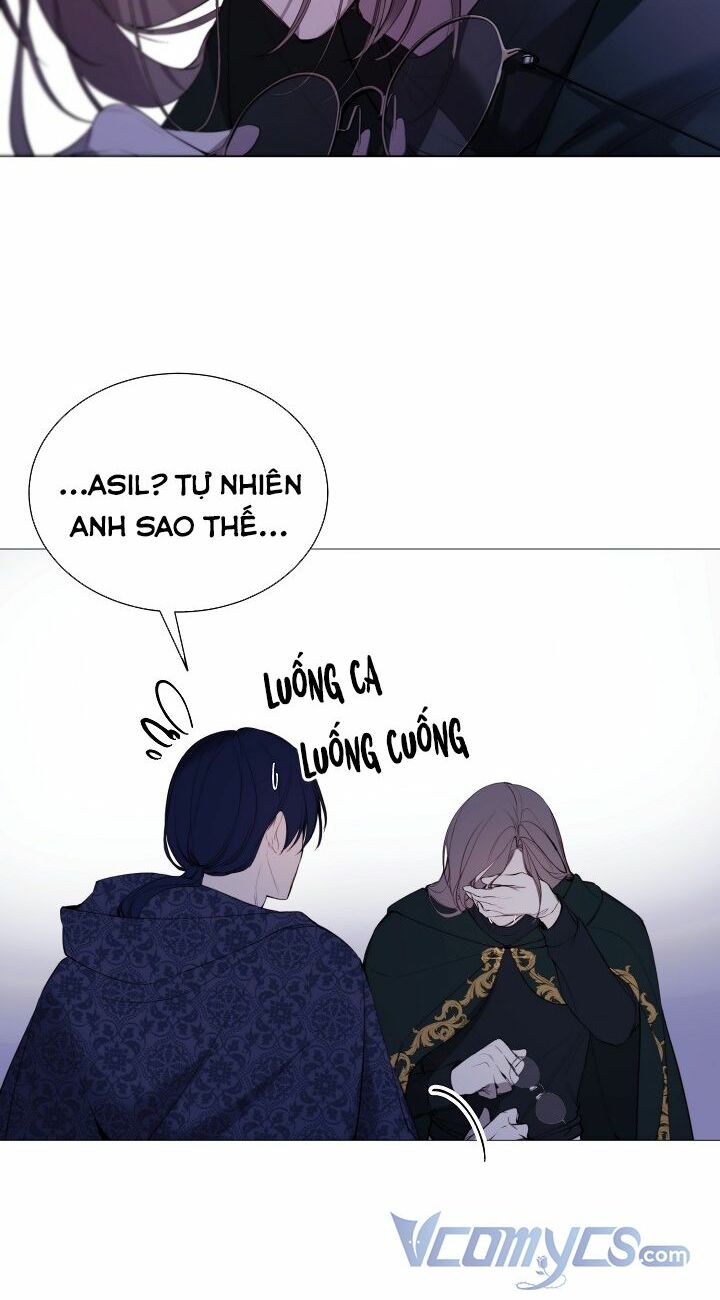 ...ASIL? TỰ NHIÊN
ANH SAO THẾ...
LUỐNG CA
LUỐNG CUỐNG
VCOMYCS.com